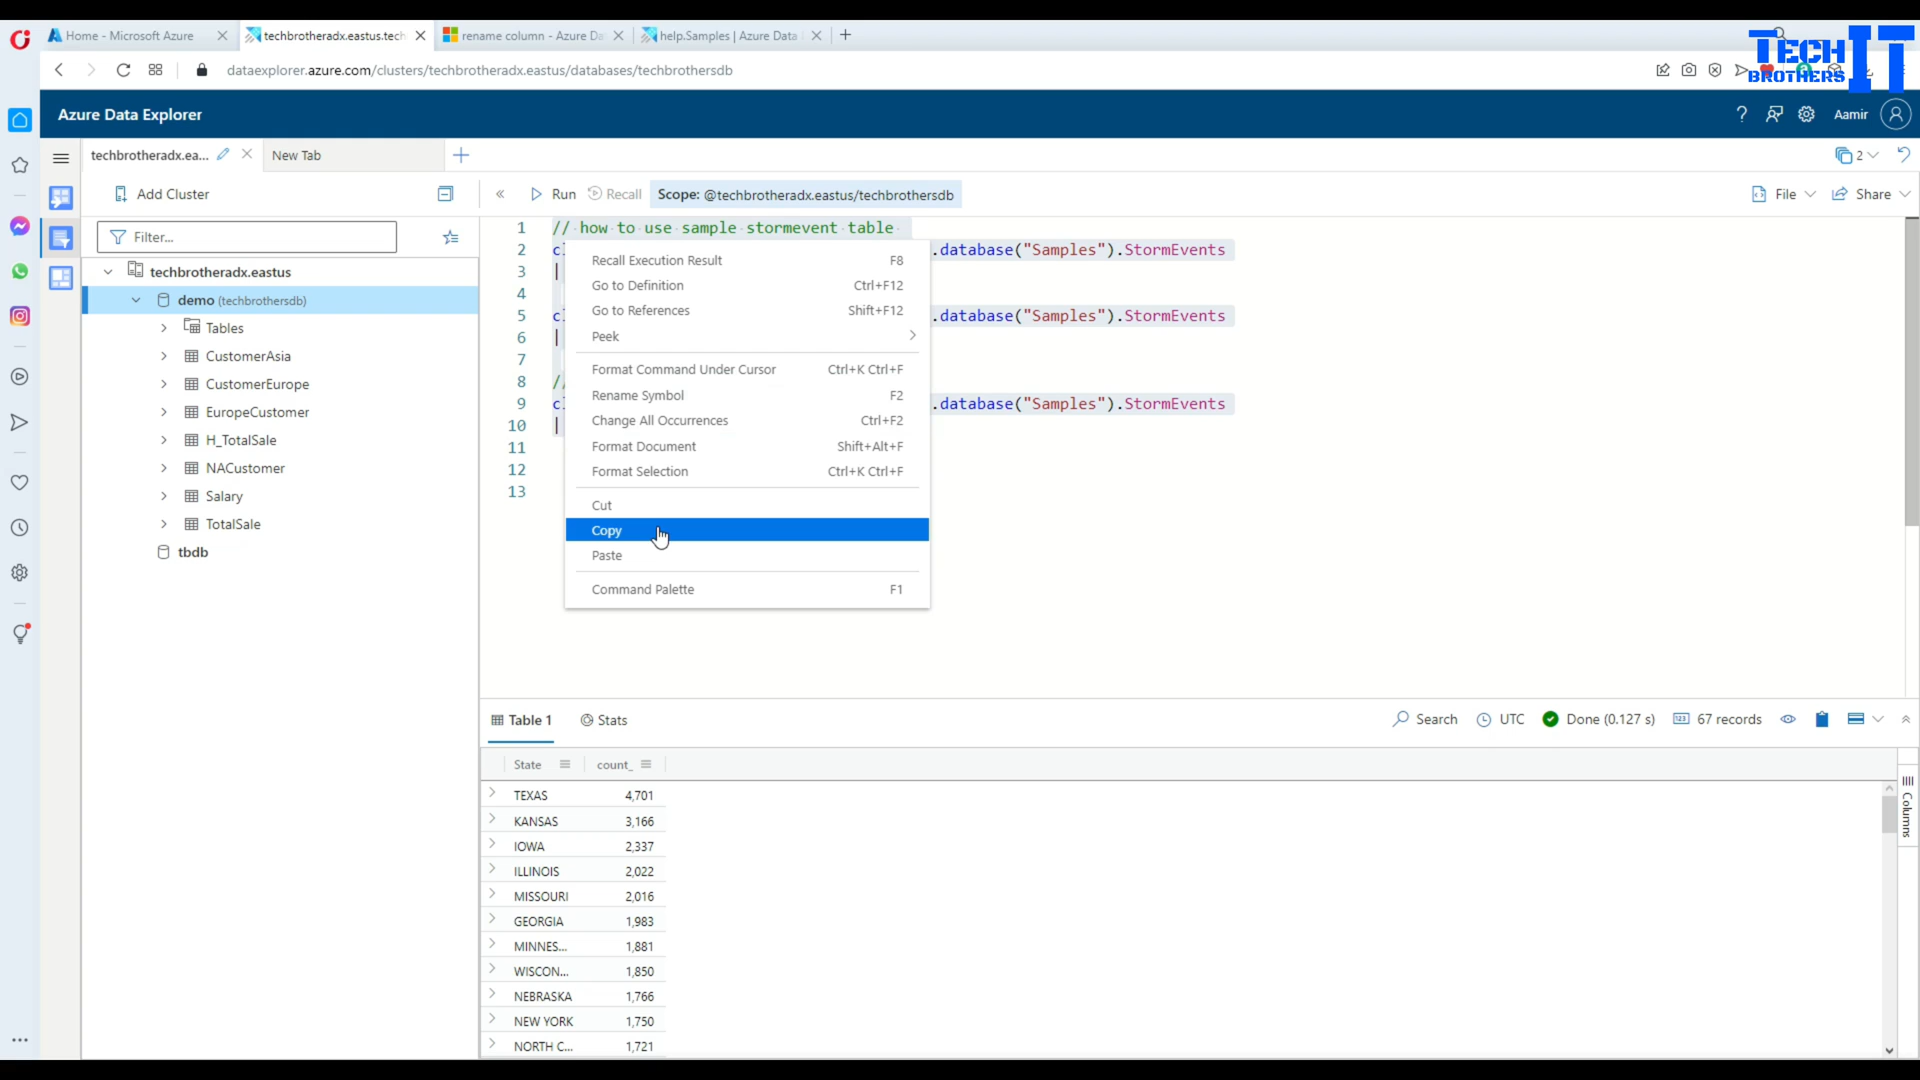 Home - Microsoft Azure
techbrotheradx.eastus.tech
rename column - Azure Da
help.Samples | Azure Data
TECH IT
BROTHERS
dataexplorer.azure.com/clusters/techbrotheradx.eastus/databases/techbrothersdb
Azure Data Explorer
? Aamir
techbrotheradx.ea...
New Tab
2
Add Cluster
Run
Recall
Scope: @techbrotheradx.eastus/techbrothersdb
File
Share
Filter...
techbrotheradx.eastus
demo (techbrothersdb)
Tables
CustomerAsia
CustomerEurope
EuropeCustomer
H_TotalSale
NACustomer
Salary
TotalSale
tbdb
1 // how to use sample stormevent table
2 cl .database("Samples").StormEvents
3 |
4
5 cl .database("Samples").StormEvents
6 |
7
8 //
9 cl .database("Samples").StormEvents
10 |
11
12
13
Recall Execution Result F8
Go to Definition Ctrl+F12
Go to References Shift+F12
Peek
Format Command Under Cursor Ctrl+K Ctrl+F
Rename Symbol F2
Change All Occurrences Ctrl+F2
Format Document Shift+Alt+F
Format Selection Ctrl+K Ctrl+F
Cut
Copy
Paste
Command Palette F1
Table 1
Stats
Search
UTC
Done (0.127 s)
67 records
State count_
TEXAS 4,701
KANSAS 3,166
IOWA 2,337
ILLINOIS 2,022
MISSOURI 2,016
GEORGIA 1,983
MINNES... 1,881
WISCON... 1,850
NEBRASKA 1,766
NEW YORK 1,750
NORTH C... 1,721
Columns